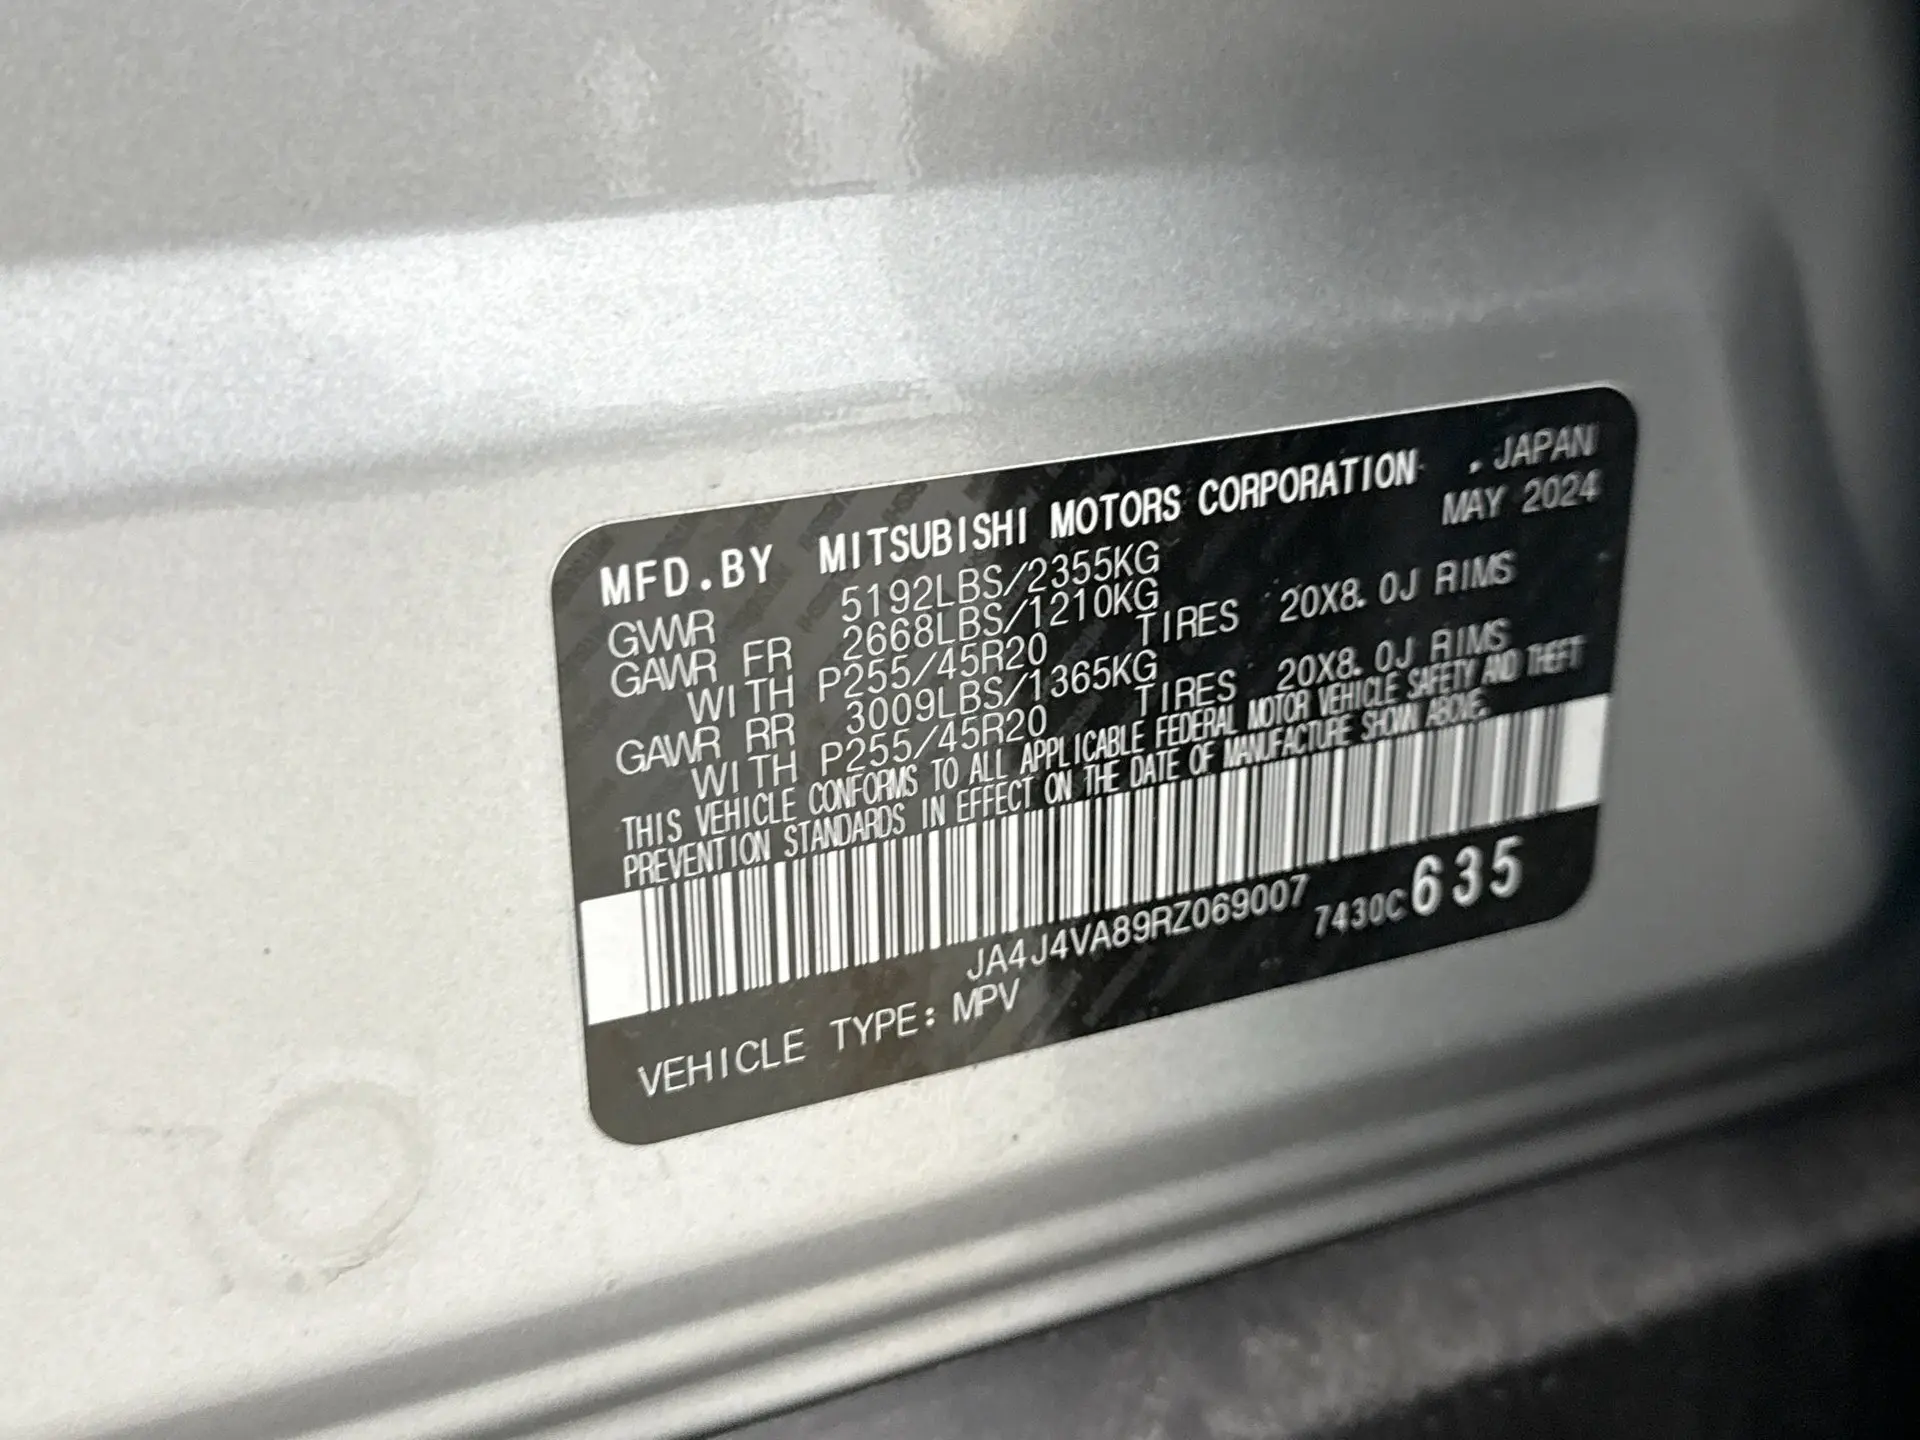 MFD.BY MITSUBISHI MOTORS CORPORATION . JAPAN
GVWR 5192LBS/2355KG MAY 2024
GAWR FR 2668LBS/1210KG
WITH P255/45R20 TIRES 20X8.0J RIMS
GAWR RR 3009LBS/1365KG
WITH P255/45R20 TIRES 20X8.0J RIMS
THIS VEHICLE CONFORMS TO ALL APPLICABLE FEDERAL MOTOR VEHICLE SAFETY AND THEFT
PREVENTION STANDARDS IN EFFECT ON THE DATE OF MANUFACTURE SHOWN ABOVE.
JA4J4VA89RZ069007 7430C635
VEHICLE TYPE: MPV